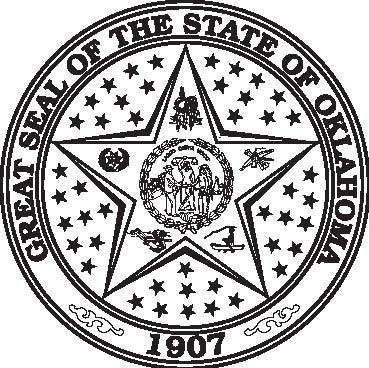 GREAT SEAL OF THE STATE OF OKLAHOMA
1907